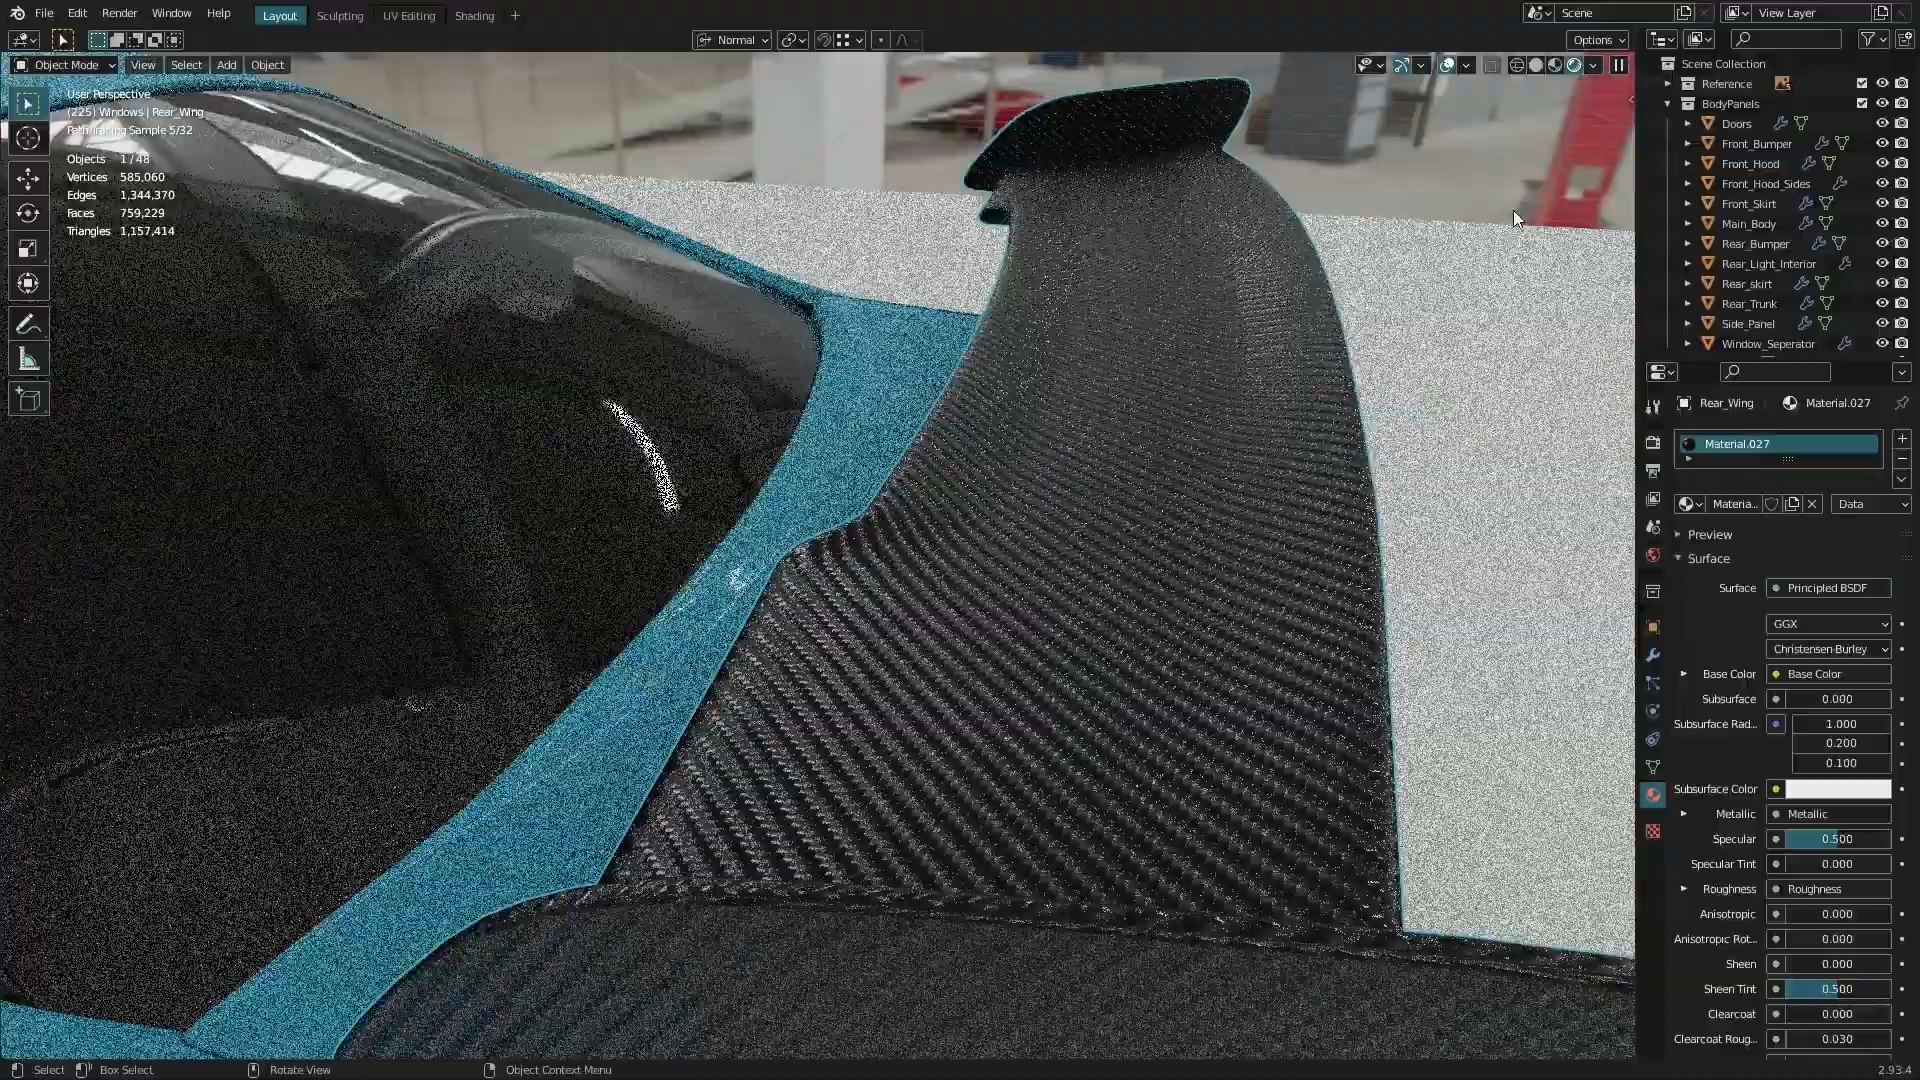 File Edit Render Window Help Layout Sculpting UV Editing Shading + Scene View Layer
Normal Options
Object Mode View Select Add Object
User Perspective
(225) Windows | Rear_Wing
Path Tracing Sample 5/32
Objects 1/48
Vertices 585,060
Edges 1,344,370
Faces 759,229
Triangles 1,157,414
Scene Collection
Reference
BodyPanels
Doors
Front_Bumper
Front_Hood
Front_Hood_Sides
Front_Skirt
Main_Body
Rear_Bumper
Rear_Light_Interior
Rear_skirt
Rear_Trunk
Side_Panel
Window_Seperator
Rear_Wing Material.027
Material.027
Materia... Data
Preview
Surface
Surface Principled BSDF
GGX
Christensen-Burley
Base Color Base Color
Subsurface 0.000
Subsurface Rad... 1.000
0.200
0.100
Subsurface Color
Metallic Metallic
Specular 0.500
Specular Tint 0.000
Roughness Roughness
Anisotropic 0.000
Anisotropic Rot... 0.000
Sheen 0.000
Sheen Tint 0.500
Clearcoat 0.000
Clearcoat Roug... 0.030
Select Box Select Rotate View Object Context Menu 2.93.4